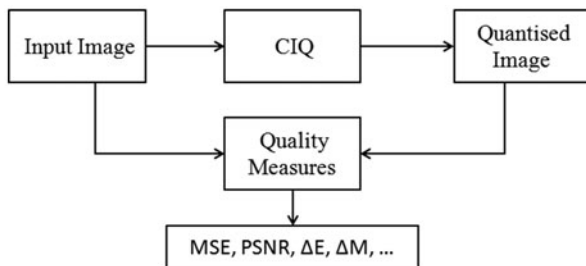 Input Image
CIQ
Quantised
Image
Quality
Measures
MSE, PSNR, ΔE, ΔM, ...